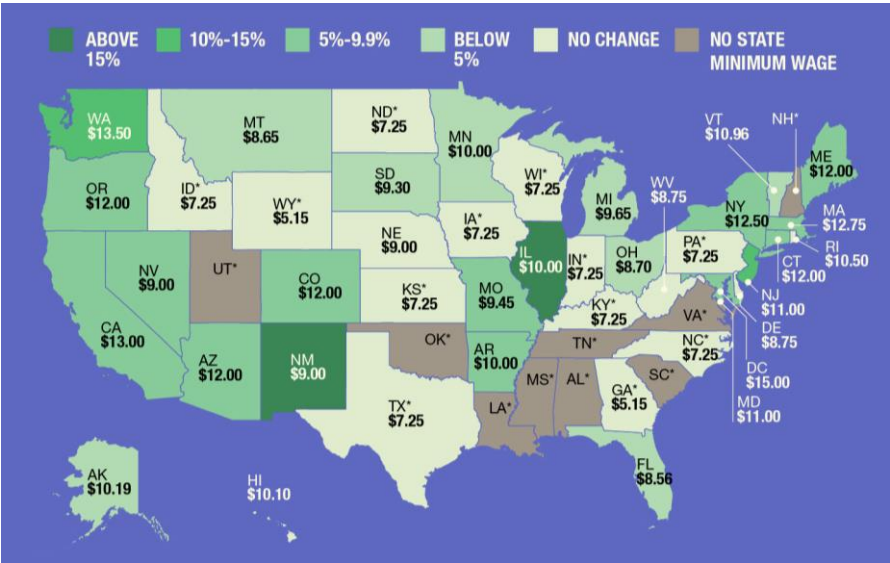 ABOVE
15%
10%-15%
5%-9.9%
BELOW
5%
NO CHANGE
NO STATE
MINIMUM WAGE
WA
$13.50
MT
$8.65
ND*
$7.25
MN
$10.00
VT
$10.96
NH*
ME
$12.00
OR
$12.00
ID*
$7.25
WY*
$5.15
SD
$9.30
WI*
$7.25
MI
$9.65
WV
$8.75
NY
$12.50
MA
$12.75
RI
$10.50
CT
$12.00
NV
$9.00
UT*
CO
$12.00
NE
$9.00
IA*
$7.25
IL
$10.00
IN*
$7.25
OH
$8.70
PA*
$7.25
NJ
$11.00
DE
$8.75
DC
$15.00
MD
$11.00
CA
$13.00
AZ
$12.00
NM
$9.00
KS*
$7.25
MO
$9.45
KY*
$7.25
VA*
OK*
AR
$10.00
TN*
NC*
$7.25
SC*
TX*
$7.25
LA*
MS*
AL*
GA*
$5.15
FL
$8.56
AK
$10.19
HI
$10.10